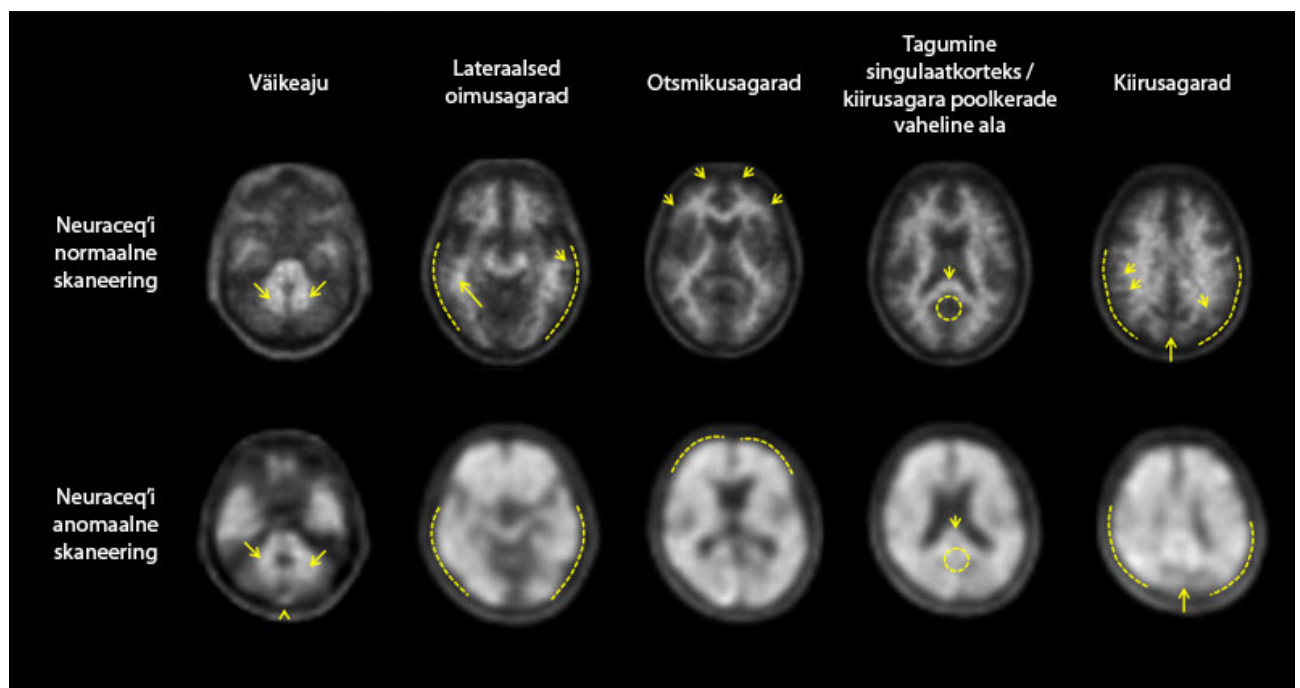 Väikeaju
Lateraalsed
oimusagarad
Otsmikusagarad
Tagumine
singulaatkorteks /
kiirusagara poolkerade
vaheline ala
Kiirusagarad
Neuraceq’i
normaalne
skaneering
Neuraceq’i
anomaalne
skaneering